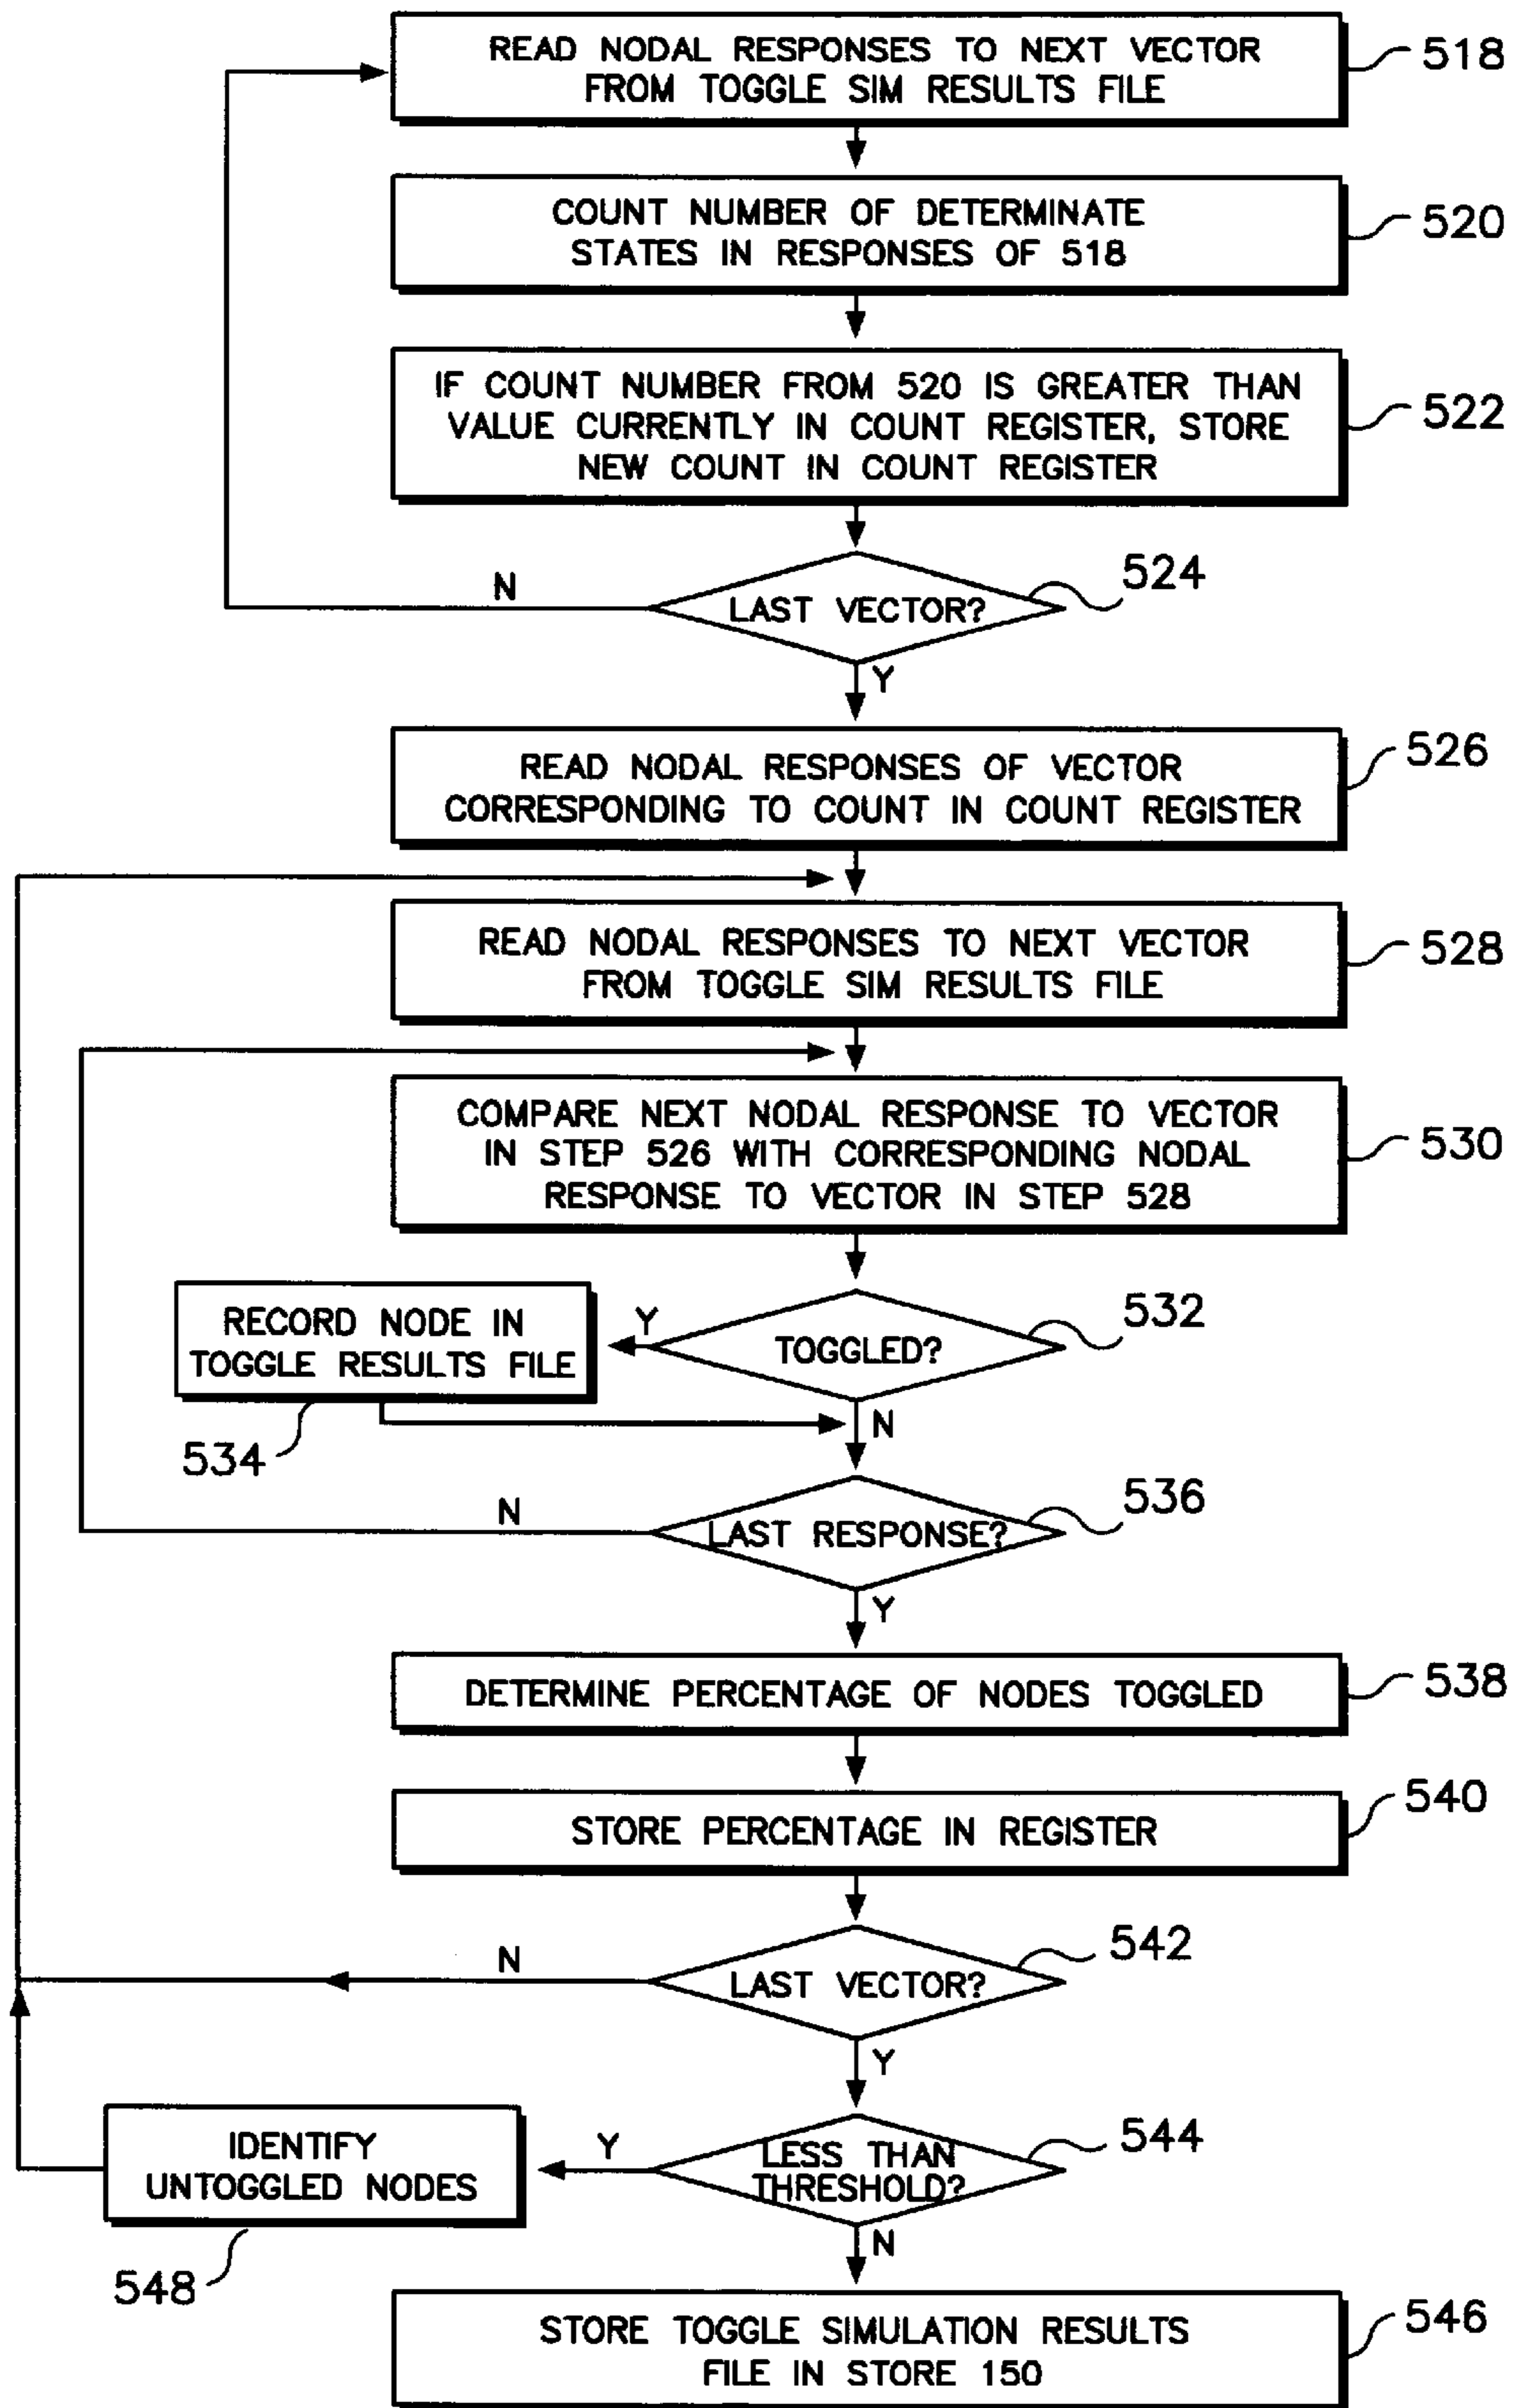 READ NODAL RESPONSES TO NEXT VECTOR
FROM TOGGLE SIM RESULTS FILE
518
COUNT NUMBER OF DETERMINATE
STATES IN RESPONSES OF 518
520
IF COUNT NUMBER FROM 520 IS GREATER THAN
VALUE CURRENTLY IN COUNT REGISTER, STORE
NEW COUNT IN COUNT REGISTER
522
524
N
LAST VECTOR?
Y
READ NODAL RESPONSES OF VECTOR
CORRESPONDING TO COUNT IN COUNT REGISTER
526
READ NODAL RESPONSES TO NEXT VECTOR
FROM TOGGLE SIM RESULTS FILE
528
COMPARE NEXT NODAL RESPONSE TO VECTOR
IN STEP 526 WITH CORRESPONDING NODAL
RESPONSE TO VECTOR IN STEP 528
530
532
TOGGLED?
Y
RECORD NODE IN
TOGGLE RESULTS FILE
534
N
536
N
LAST RESPONSE?
Y
DETERMINE PERCENTAGE OF NODES TOGGLED
538
STORE PERCENTAGE IN REGISTER
540
542
N
LAST VECTOR?
Y
544
LESS THAN
THRESHOLD?
Y
IDENTIFY
UNTOGGLED NODES
548
N
STORE TOGGLE SIMULATION RESULTS
FILE IN STORE 150
546